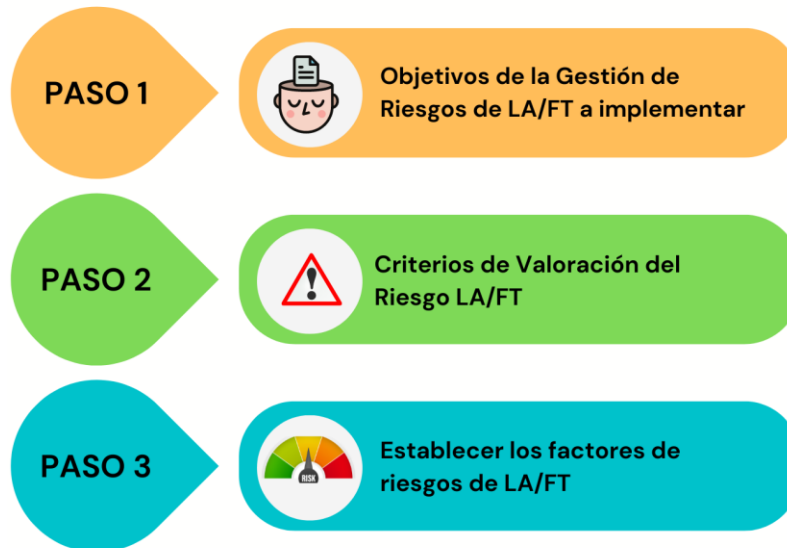 PASO 1
Objetivos de la Gestión de
Riesgos de LA/FT a implementar
PASO 2
Criterios de Valoración del
Riesgo LA/FT
PASO 3
RISK
Establecer los factores de
riesgos de LA/FT